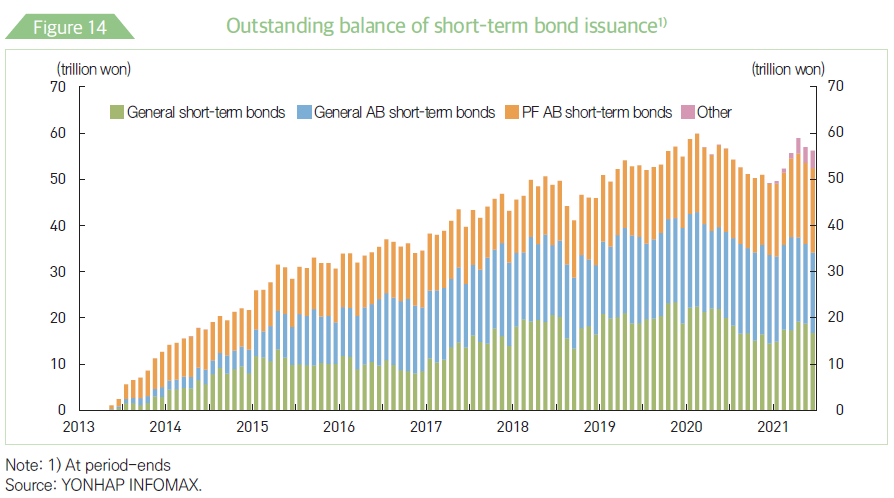 Figure 14
Outstanding balance of short-term bond issuance1)
(trillion won) (trillion won)
70 70
General short-term bonds General AB short-term bonds PF AB short-term bonds Other
60 60
50 50
40 40
30 30
20 20
10 10
0 0
2013 2014 2015 2016 2017 2018 2019 2020 2021
Note: 1) At period-ends
Source: YONHAP INFOMAX.